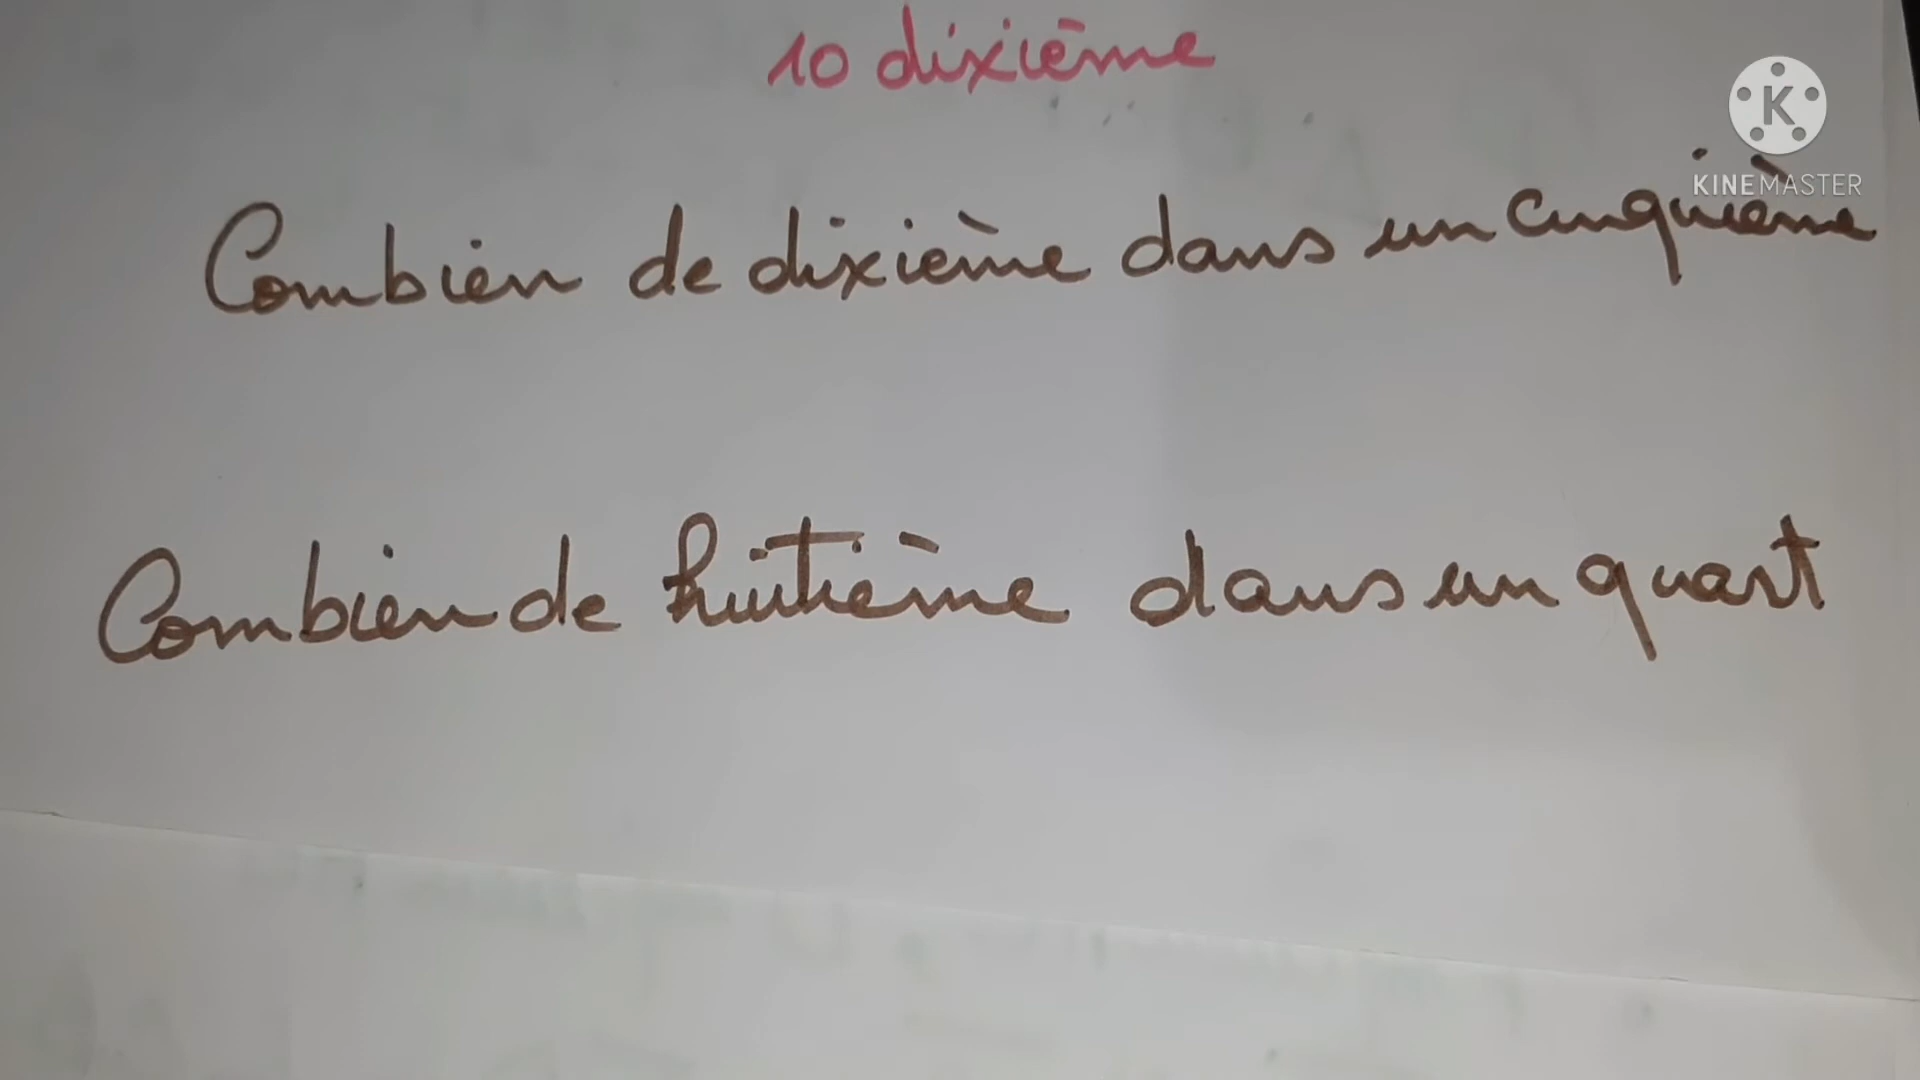 10 dixième
K
KINEMASTER
Combien de dixième dans un cinquième
Combien de huitième dans un quart